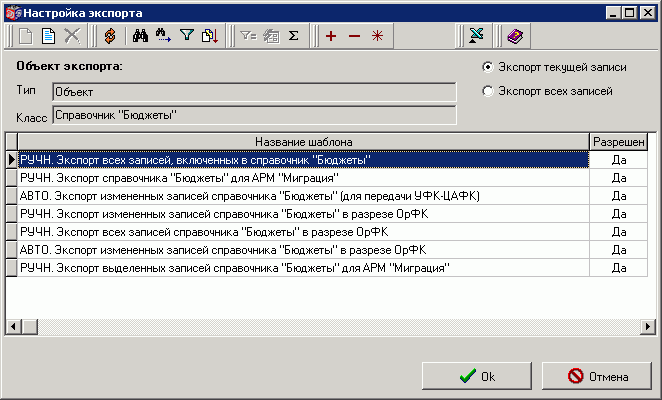 Настройка экспорта
Объект экспорта:
Тип
Объект
Класс
Справочник "Бюджеты"
Экспорт текущей записи
Экспорт всех записей
Название шаблона
Разрешен
РУЧН. Экспорт всех записей, включенных в справочник "Бюджеты"
Да
РУЧН. Экспорт справочника "Бюджеты" для АРМ "Миграция"
Да
АВТО. Экспорт измененных записей справочника "Бюджеты" (для передачи УФК-ЦАФК)
Да
РУЧН. Экспорт измененных записей справочника "Бюджеты" в разрезе ОрФК
Да
РУЧН. Экспорт всех записей справочника "Бюджеты" в разрезе ОрФК
Да
АВТО. Экспорт измененных записей справочника "Бюджеты" в разрезе ОрФК
Да
РУЧН. Экспорт выделенных записей справочника "Бюджеты" для АРМ "Миграция"
Да
Ok
Отмена